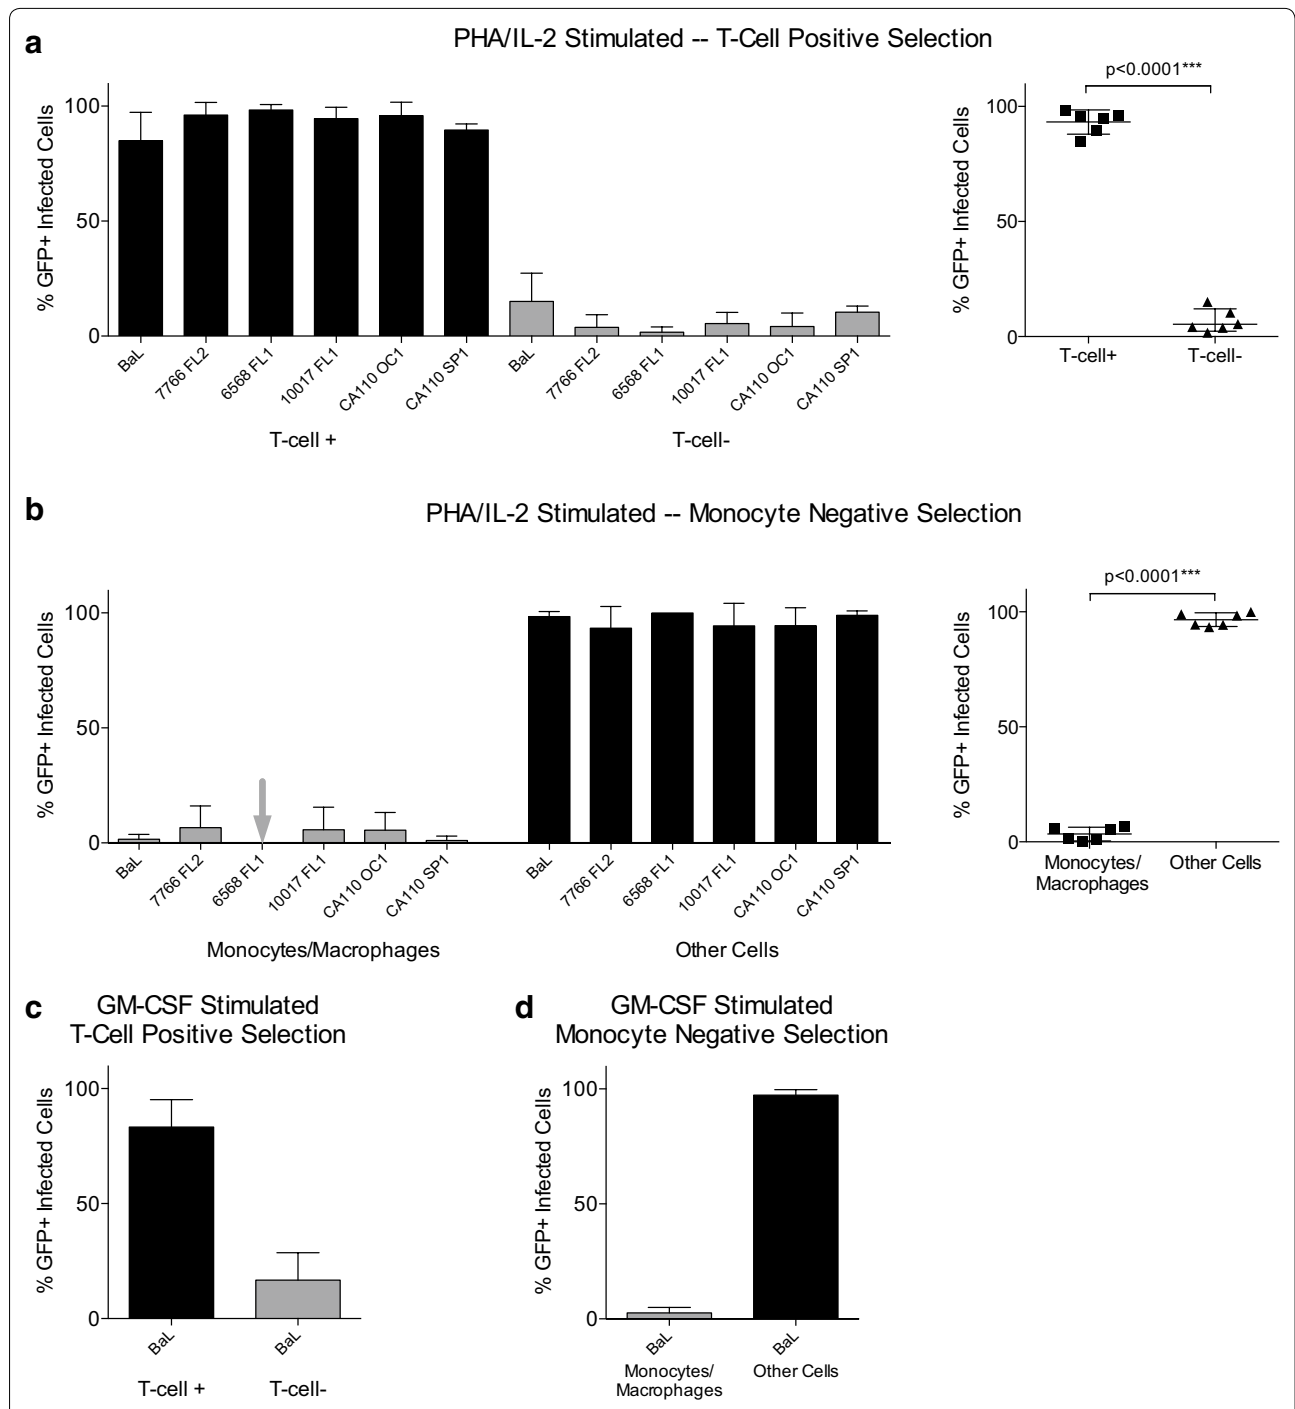 a
PHA/IL-2 Stimulated -- T-Cell Positive Selection
% GFP+ Infected Cells
100
50
0
BaL
7766 FL2
6568 FL1
10017 FL1
CA110 OC1
CA110 SP1
BaL
7766 FL2
6568 FL1
10017 FL1
CA110 OC1
CA110 SP1
T-cell +
T-cell-
p<0.0001***
% GFP+ Infected Cells
100
50
0
T-cell+
T-cell-
b
PHA/IL-2 Stimulated -- Monocyte Negative Selection
% GFP+ Infected Cells
100
50
0
BaL
7766 FL2
6568 FL1
10017 FL1
CA110 OC1
CA110 SP1
BaL
7766 FL2
6568 FL1
10017 FL1
CA110 OC1
CA110 SP1
Monocytes/Macrophages
Other Cells
p<0.0001***
% GFP+ Infected Cells
100
50
0
Monocytes/
Macrophages
Other Cells
c
GM-CSF Stimulated
T-Cell Positive Selection
% GFP+ Infected Cells
100
50
0
BaL
BaL
T-cell +
T-cell-
d
GM-CSF Stimulated
Monocyte Negative Selection
% GFP+ Infected Cells
100
50
0
BaL
BaL
Monocytes/
Macrophages
Other Cells